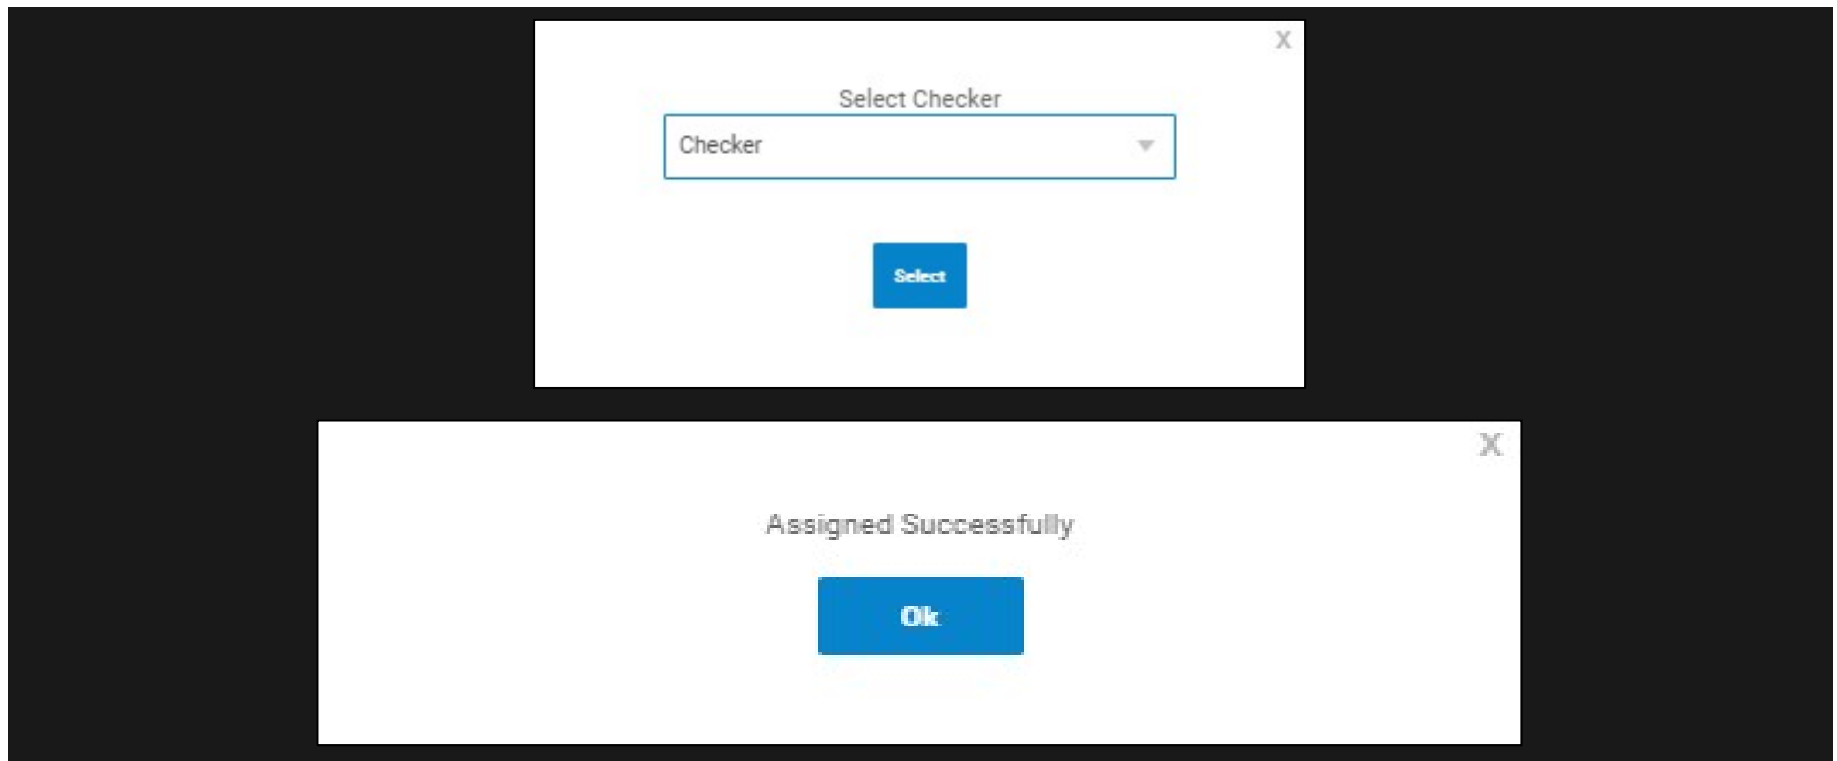 X
Select Checker
Checker
Select
X
Assigned Successfully
Ok